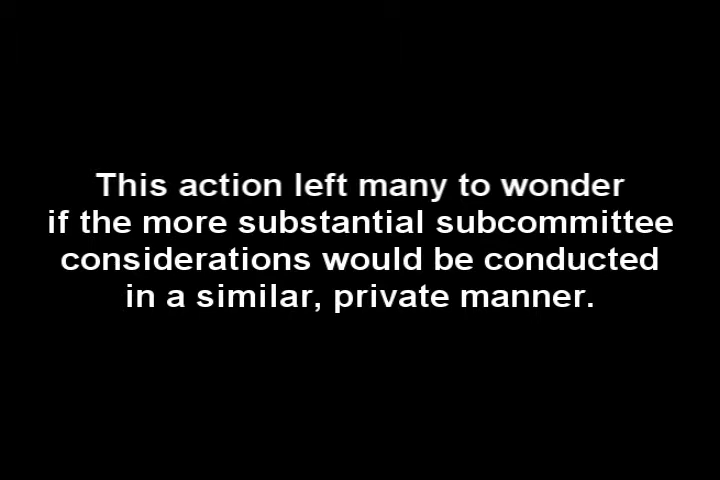 This action left many to wonder
if the more substantial subcommittee
considerations would be conducted
in a similar, private manner.